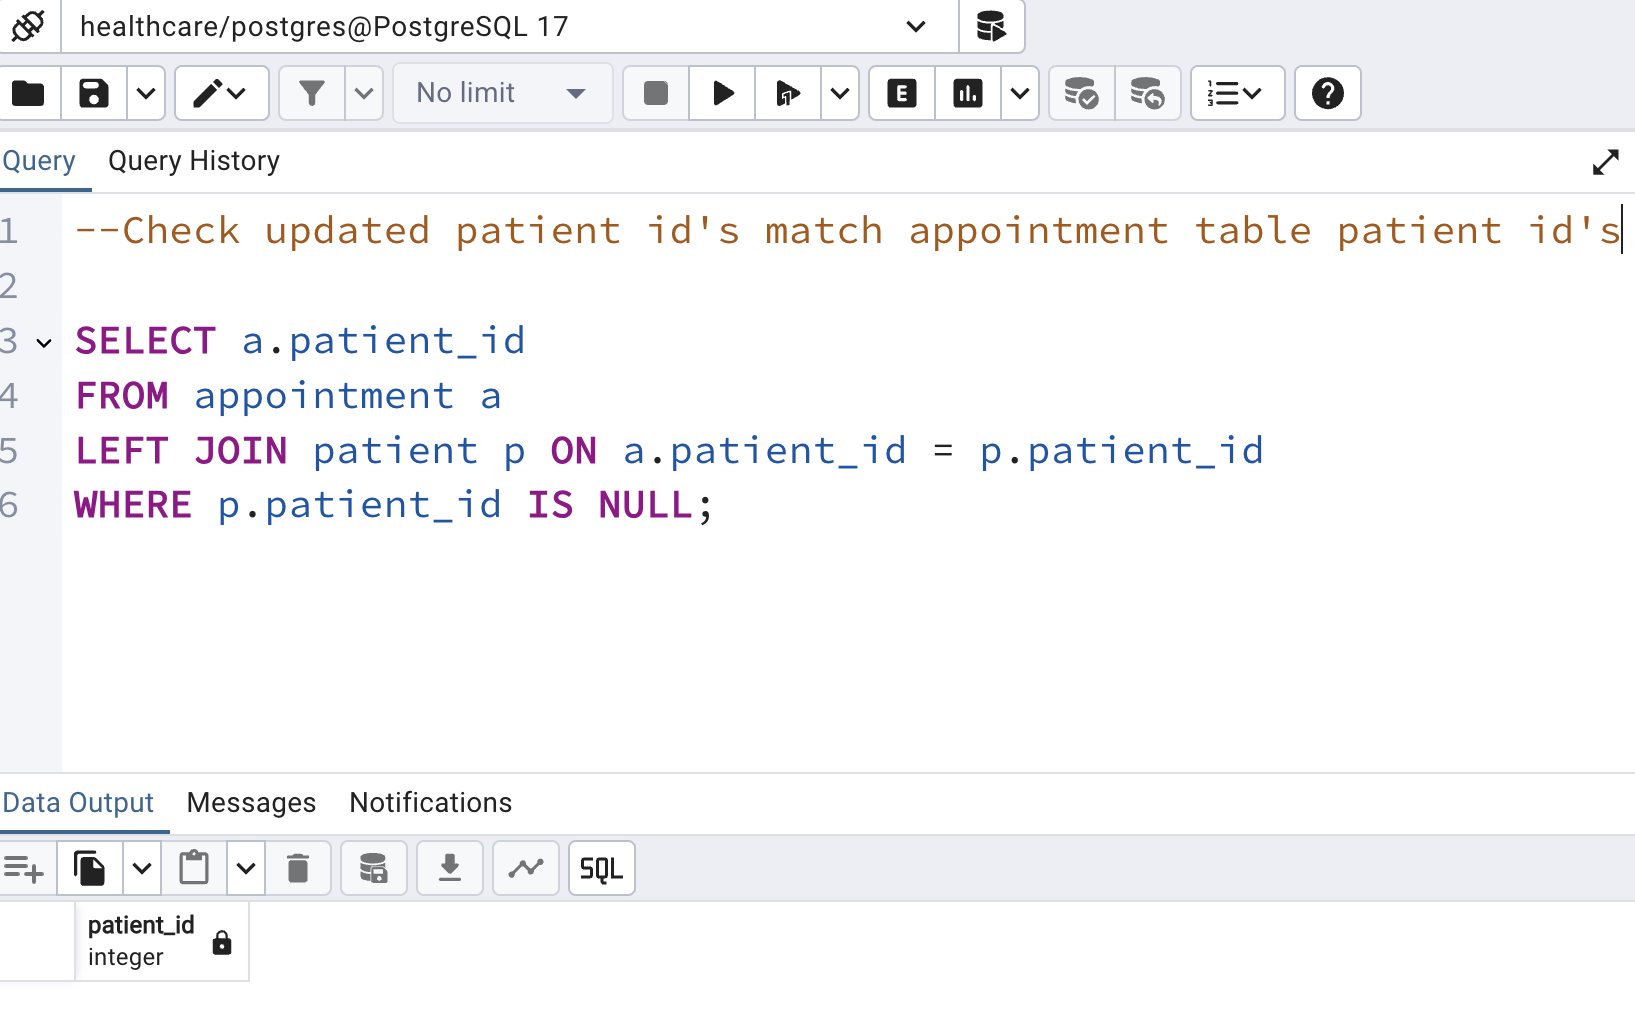 healthcare/postgres@PostgreSQL 17
No limit
E
Query Query History
1 --Check updated patient id's match appointment table patient id's
2
3 SELECT a.patient_id
4 FROM appointment a
5 LEFT JOIN patient p ON a.patient_id = p.patient_id
6 WHERE p.patient_id IS NULL;
Data Output Messages Notifications
SQL
patient_id
integer